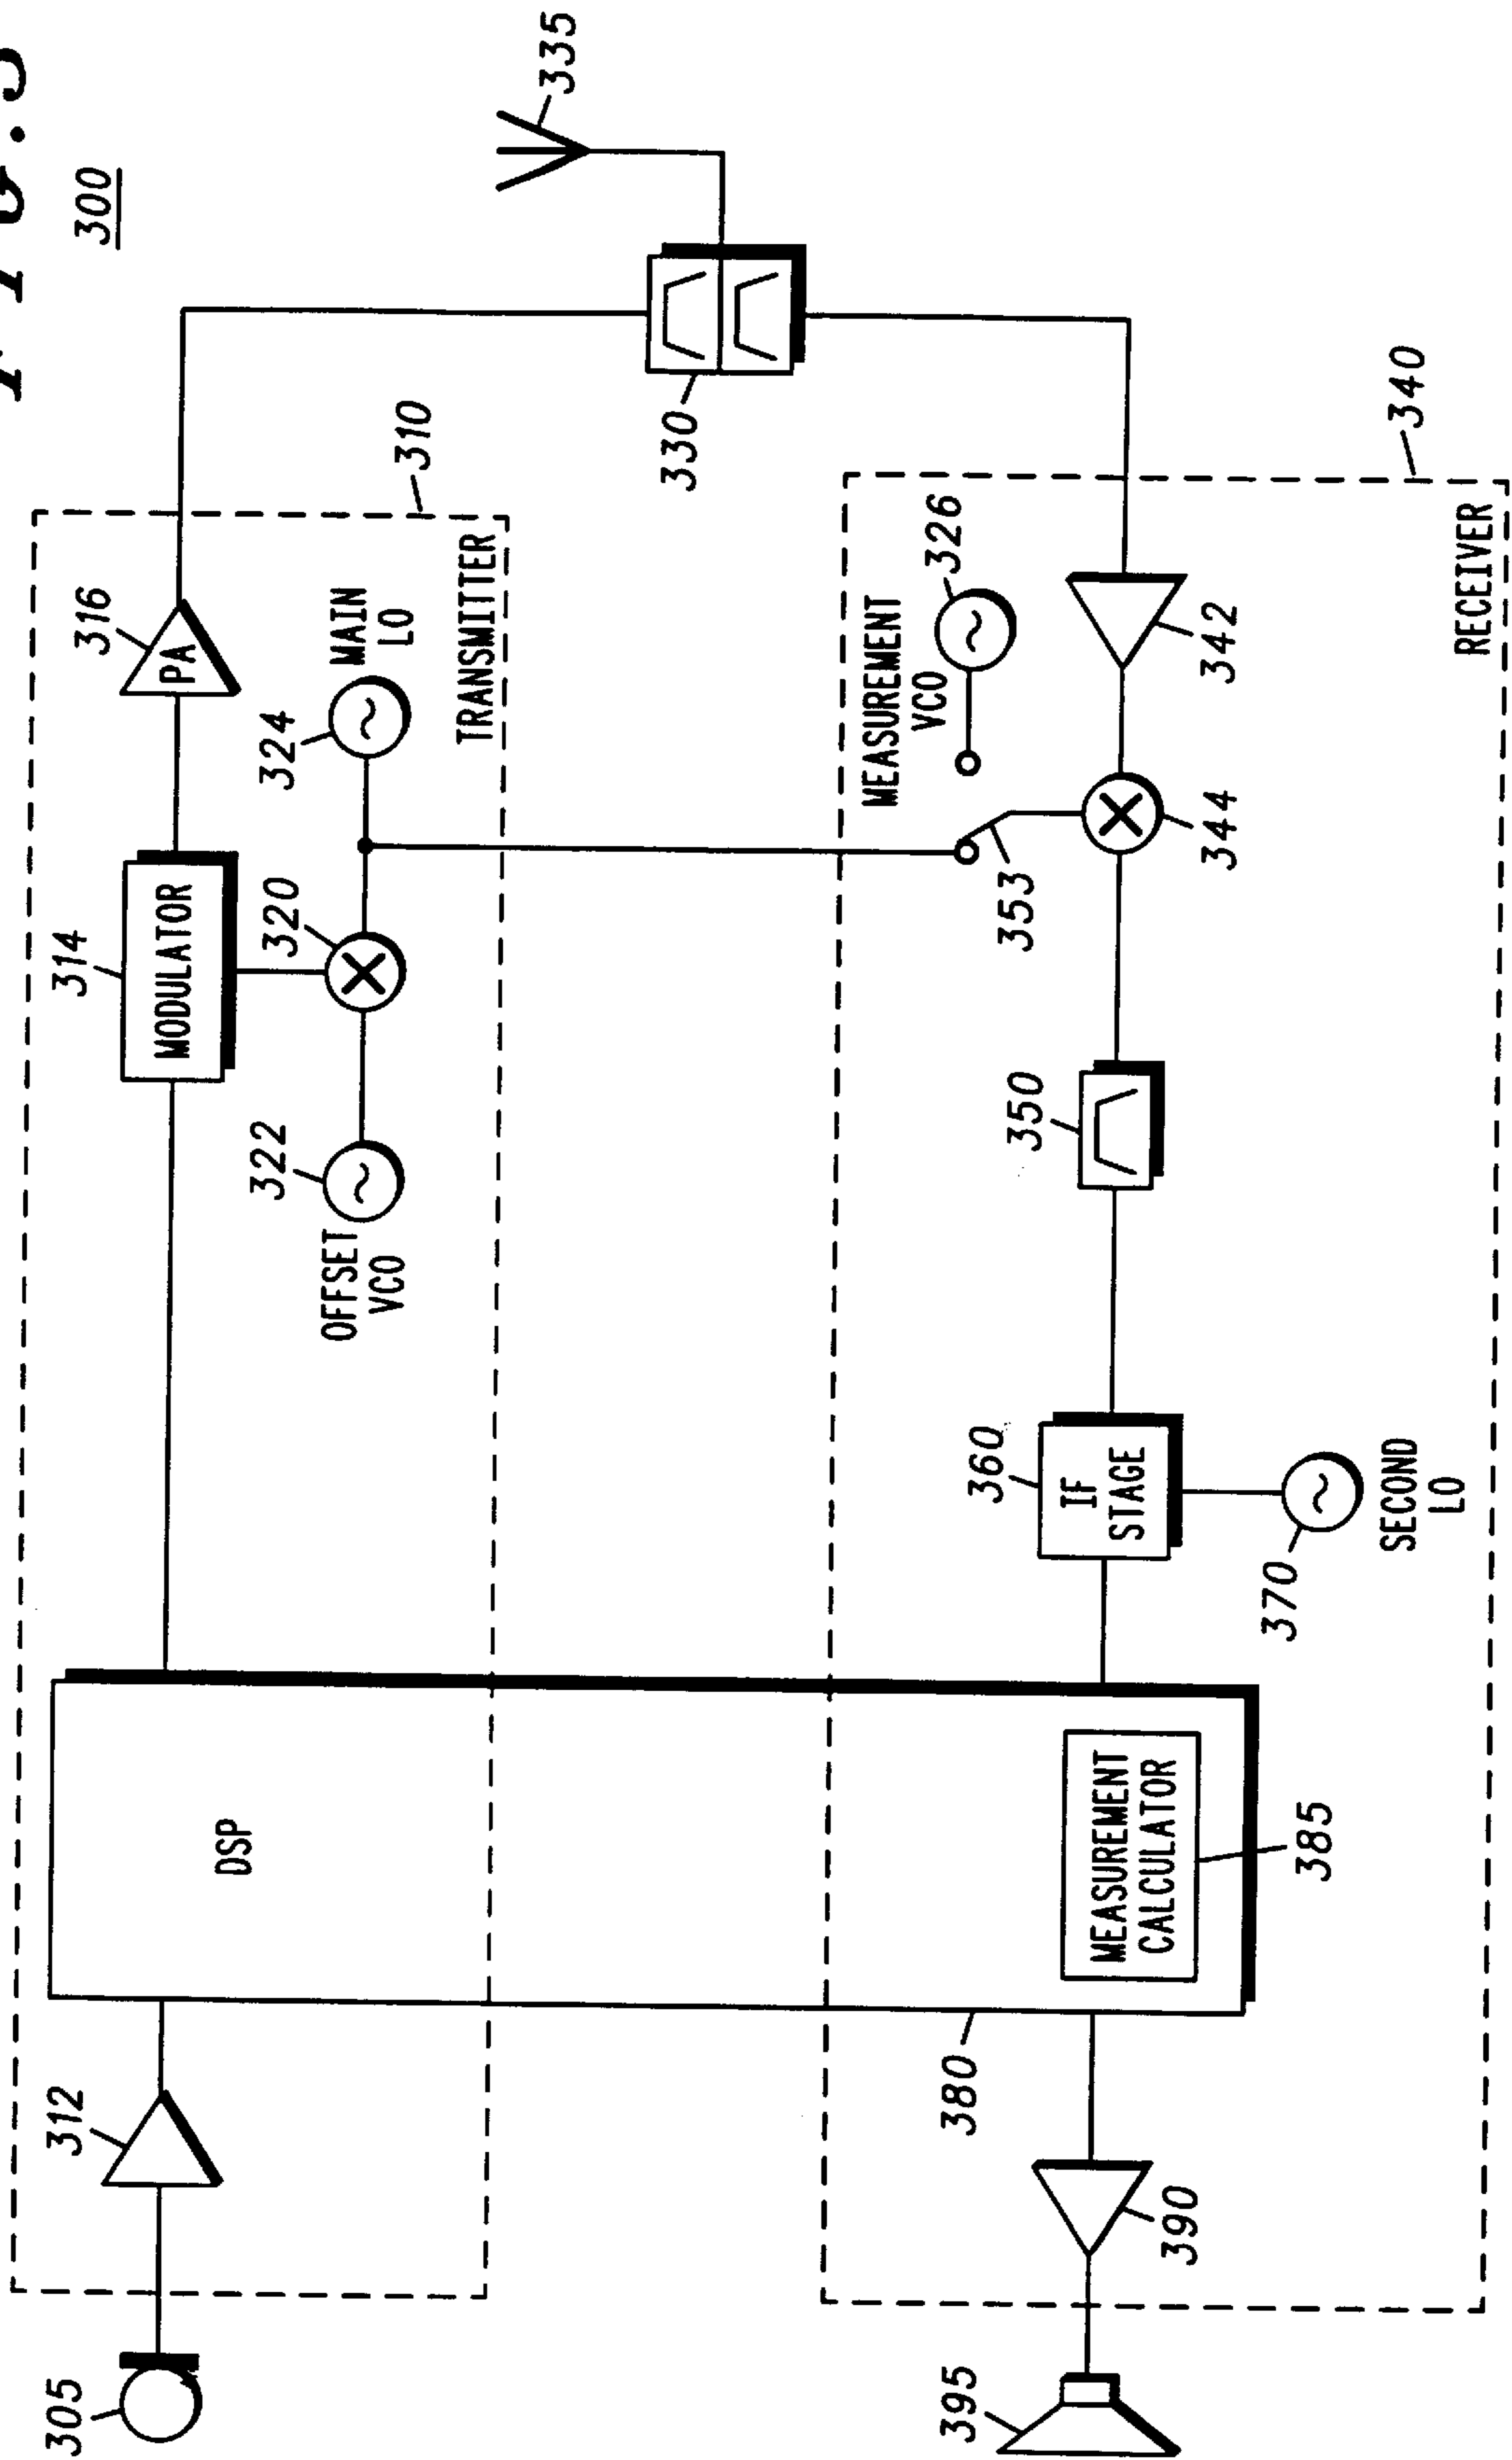 300
335
316
PA
310
314
MODULATOR
324
MAIN
LO
320
322
OFFSET
VCO
TRANSMITTER
330
312
DSP
305
340
MEASUREMENT
VCO
326
342
344
353
350
360
IF
STAGE
370
SECOND
LO
RECEIVER
MEASUREMENT
CALCULATOR
385
380
390
395